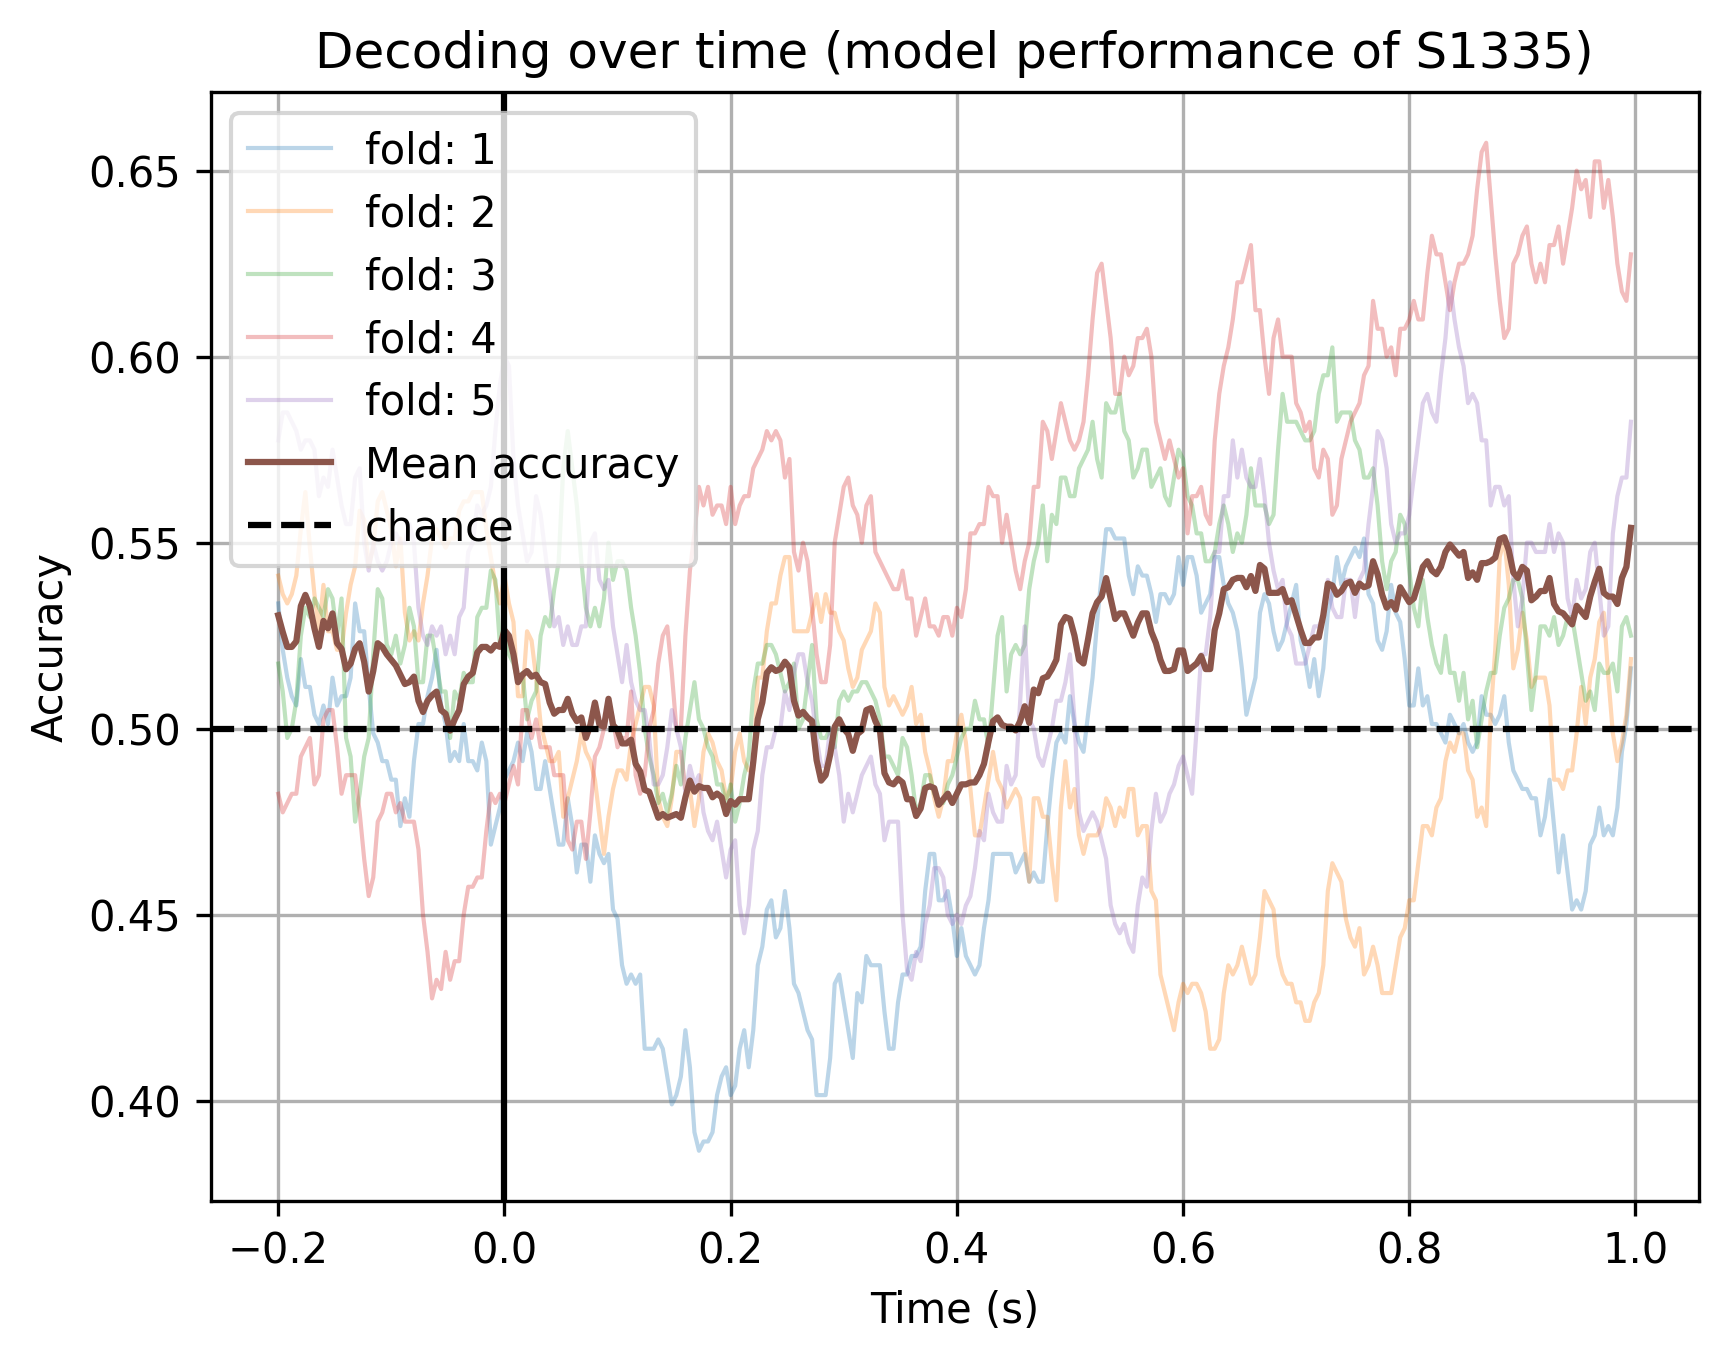 Decoding over time (model performance of S1335)
fold: 1
fold: 2
fold: 3
fold: 4
fold: 5
Mean accuracy
chance
0.65
0.60
0.55
0.50
0.45
0.40
Accuracy
−0.2 0.0 0.2 0.4 0.6 0.8 1.0
Time (s)